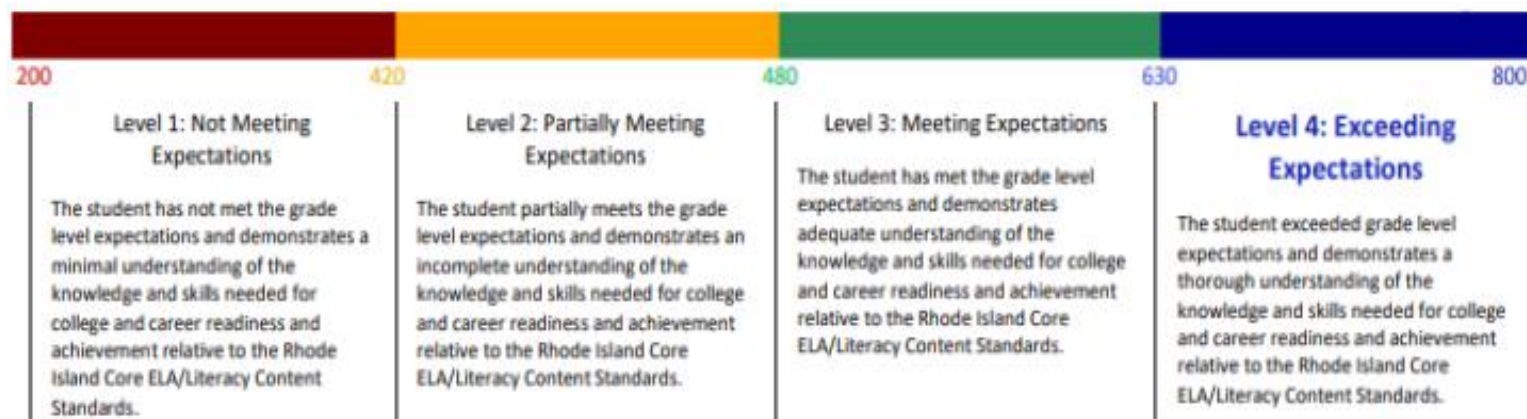 200 420 480 630 800
Level 1: Not Meeting
Expectations
The student has not met the grade
level expectations and demonstrates a
minimal understanding of the
knowledge and skills needed for
college and career readiness and
achievement relative to the Rhode
Island Core ELA/Literacy Content
Standards.
Level 2: Partially Meeting
Expectations
The student partially meets the grade
level expectations and demonstrates an
incomplete understanding of the
knowledge and skills needed for college
and career readiness and achievement
relative to the Rhode Island Core
ELA/Literacy Content Standards.
Level 3: Meeting Expectations
The student has met the grade level
expectations and demonstrates
adequate understanding of the
knowledge and skills needed for college
and career readiness and achievement
relative to the Rhode Island Core
ELA/Literacy Content Standards.
Level 4: Exceeding
Expectations
The student exceeded grade level
expectations and demonstrates a
thorough understanding of the
knowledge and skills needed for college
and career readiness and achievement
relative to the Rhode Island Core
ELA/Literacy Content Standards.